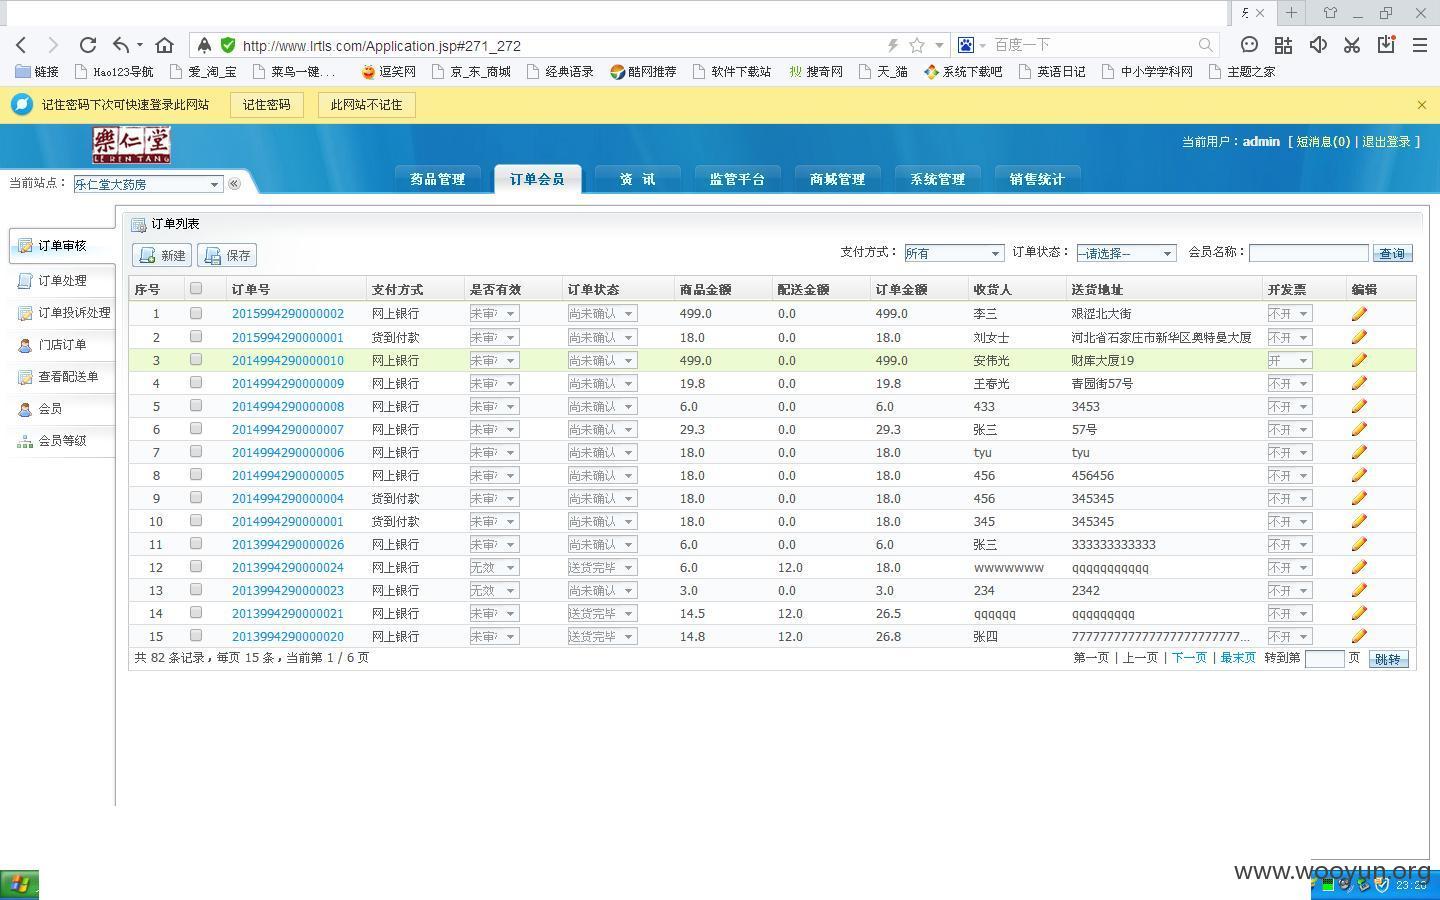 兂
http://www.lrtls.com/Application.jsp#271_272
百度一下
链接 Hao123导航 爱_淘_宝 菜鸟一键... 逗笑网 京_东_商城 经典语录 酷网推荐 软件下载站 搜奇网 天_猫 系统下载吧 英语日记 中小学学科网 主题之家
记住密码下次可快速登录此网站 记住密码 此网站不记住
樂仁堂
LE REN TANG
当前用户：admin [ 短消息(0) | 退出登录 ]
当前站点： 乐仁堂大药房
药品管理 订单会员 资 讯 监管平台 商城管理 系统管理 销售统计
订单审核
订单处理
订单投诉处理
门店订单
查看配送单
会员
会员等级
订单列表
新建 保存 支付方式： 所有 订单状态： --请选择-- 会员名称： 查询
序号 订单号 支付方式 是否有效 订单状态 商品金额 配送金额 订单金额 收货人 送货地址 开发票 编辑
1 2015994290000002 网上银行 未审 尚未确认 499.0 0.0 499.0 李三 艰涩北大街 不开
2 2015994290000001 货到付款 未审 尚未确认 18.0 0.0 18.0 刘女士 河北省石家庄市新华区奥特曼大厦 不开
3 2014994290000010 网上银行 未审 尚未确认 499.0 0.0 499.0 安伟光 财库大厦19 开
4 2014994290000009 网上银行 未审 尚未确认 19.8 0.0 19.8 王春光 青园街57号 不开
5 2014994290000008 网上银行 未审 尚未确认 6.0 0.0 6.0 433 3453 不开
6 2014994290000007 网上银行 未审 尚未确认 29.3 0.0 29.3 张三 57号 不开
7 2014994290000006 网上银行 未审 尚未确认 18.0 0.0 18.0 tyu tyu 不开
8 2014994290000005 网上银行 未审 尚未确认 18.0 0.0 18.0 456 456456 不开
9 2014994290000004 货到付款 未审 尚未确认 18.0 0.0 18.0 456 345345 不开
10 2014994290000001 货到付款 未审 尚未确认 18.0 0.0 18.0 345 345345 不开
11 2013994290000026 网上银行 未审 尚未确认 6.0 0.0 6.0 张三 333333333333 不开
12 2013994290000024 网上银行 无效 送货完毕 6.0 12.0 18.0 wwwwwww qqqqqqqqqqq 不开
13 2013994290000023 网上银行 无效 尚未确认 3.0 0.0 3.0 234 2342 不开
14 2013994290000021 网上银行 未审 送货完毕 14.5 12.0 26.5 qqqqqq qqqqqqqqq 不开
15 2013994290000020 网上银行 未审 送货完毕 14.8 12.0 26.8 张四 777777777777777777777777... 不开
共 82 条记录，每页 15 条，当前第 1 / 6 页 第一页 | 上一页 | 下一页 | 最末页 转到第 页 跳转
www.wooyun.org
23:20